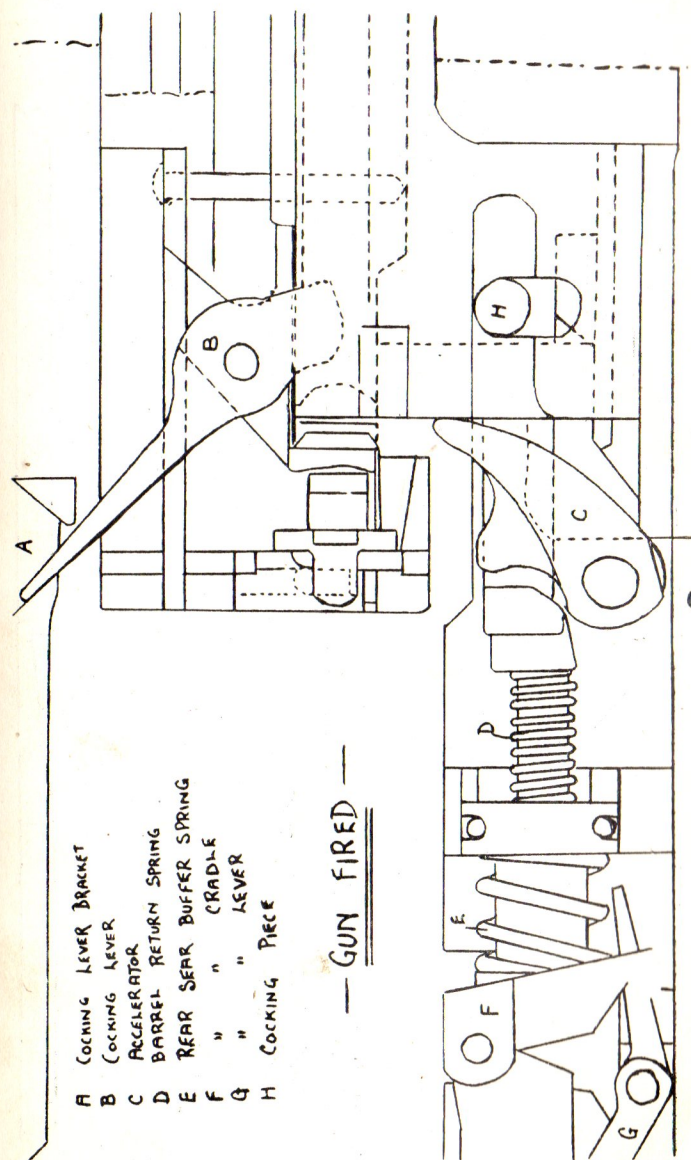 A COCKING LEVER BRACKET
B COCKING LEVER
C ACCELERATOR
D BARREL RETURN SPRING
E REAR SEAR BUFFER SPRING
F " " CRADLE
G " " LEVER
H COCKING PIECE
— GUN FIRED —
A
B
C
D
E
F
G
H